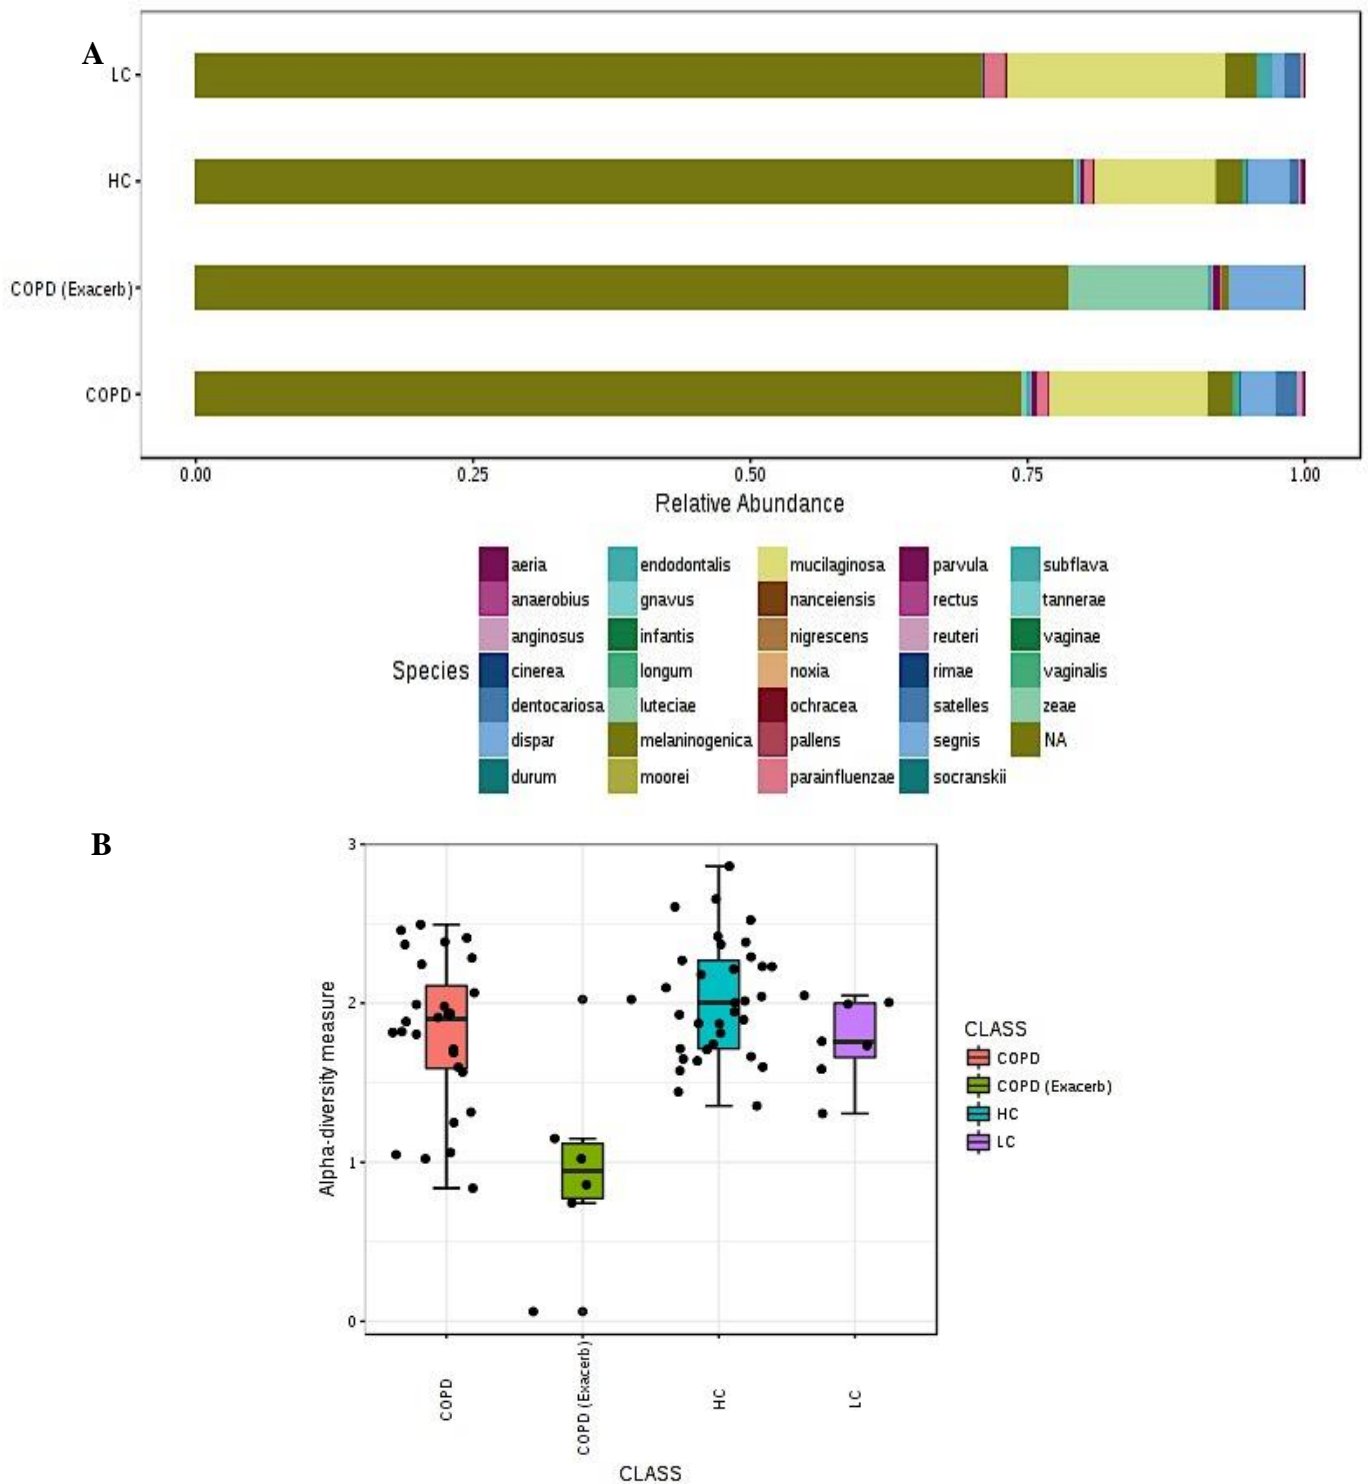 A
LC
HC
COPD (Exacerb)
COPD
0.00 0.25 0.50 0.75 1.00
Relative Abundance
Species
aeria endodontalis mucilaginosa parvula subflava
anaerobius gnavus nanceiensis rectus tannerae
anginosus infantis nigrescens reuteri vaginae
cinerea longum noxia rimae vaginalis
dentocariosa luteciae ochracea satelles zeae
dispar melaninogenica pallens segnis NA
durum moorei parainfluenzae socranskii
B
Alpha-diversity measure
3
2
1
0
COPD COPD (Exacerb) HC LC
CLASS
CLASS
COPD
COPD (Exacerb)
HC
LC